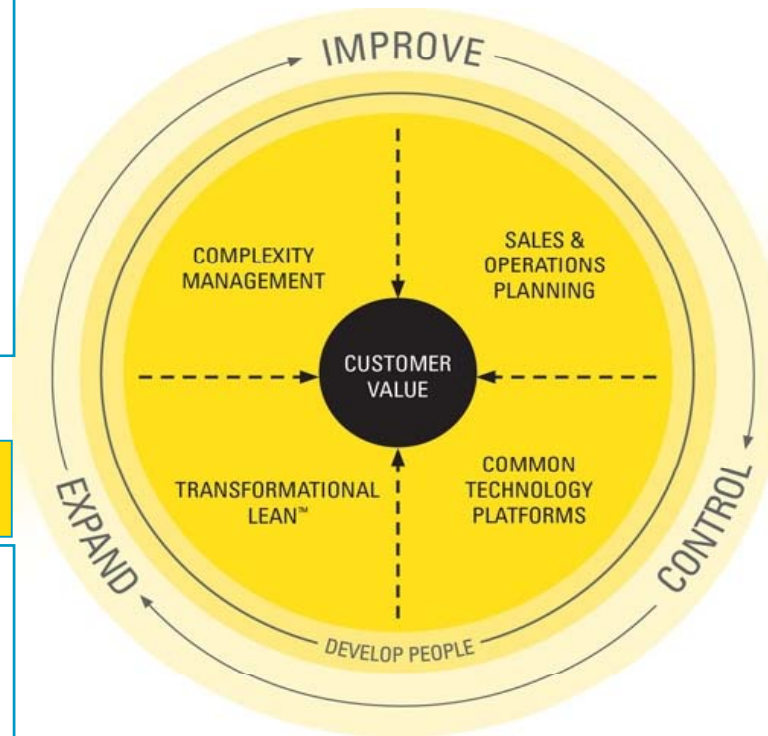 IMPROVE
COMPLEXITY
MANAGEMENT
SALES &
OPERATIONS
PLANNING
CUSTOMER
VALUE
TRANSFORMATIONAL
LEAN™
COMMON
TECHNOLOGY
PLATFORMS
EXPAND
CONTROL
DEVELOP PEOPLE